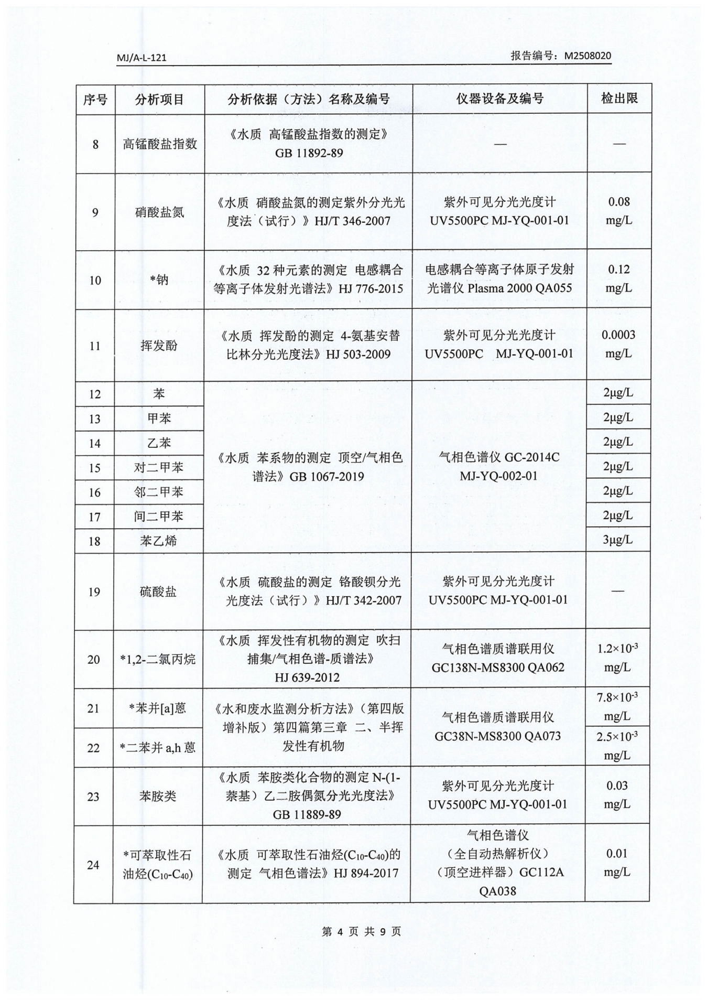 MJ/A-L-121
报告编号：M2508020
序号 分析项目 分析依据（方法）名称及编号 仪器设备及编号 检出限
8 高锰酸盐指数 《水质 高锰酸盐指数的测定》
GB 11892-89
— —
9 硝酸盐氮
《水质 硝酸盐氮的测定紫外分光光
度法（试行）》HJ/T 346-2007
紫外可见分光光度计
UV5500PC MJ-YQ-001-01
0.08
mg/L
10 *钠
《水质 32 种元素的测定 电感耦合
等离子体发射光谱法》HJ 776-2015
电感耦合等离子体原子发射
光谱仪 Plasma 2000 QA055
0.12
mg/L
11 挥发酚
《水质 挥发酚的测定 4-氨基安替
比林分光光度法》HJ 503-2009
紫外可见分光光度计
UV5500PC MJ-YQ-001-01
0.0003
mg/L
12 苯 2μg/L
13 甲苯 2μg/L
14 乙苯 2μg/L
15 对二甲苯 2μg/L
16 邻二甲苯 2μg/L
17 间二甲苯 2μg/L
18 苯乙烯 3μg/L
《水质 苯系物的测定 顶空/气相色
谱法》GB 1067-2019
气相色谱仪 GC-2014C
MJ-YQ-002-01
19 硫酸盐
《水质 硫酸盐的测定 铬酸钡分光
光度法（试行）》HJ/T 342-2007
紫外可见分光光度计
UV5500PC MJ-YQ-001-01
—
20 *1,2-二氯丙烷
《水质 挥发性有机物的测定 吹扫
捕集/气相色谱-质谱法》
HJ 639-2012
气相色谱质谱联用仪
GC138N-MS8300 QA062
1.2×10⁻³
mg/L
21 *苯并[a]蒽
22 *二苯并 a,h 蒽
《水和废水监测分析方法》（第四版
增补版）第四篇第三章 二、半挥
发性有机物
气相色谱质谱联用仪
GC38N-MS8300 QA073
7.8×10⁻³
mg/L
2.5×10⁻³
mg/L
23 苯胺类
《水质 苯胺类化合物的测定 N-(1-
萘基）乙二胺偶氮分光光度法》
GB 11889-89
紫外可见分光光度计
UV5500PC MJ-YQ-001-01
0.03
mg/L
24
*可萃取性石
油烃(C₁₀-C₄₀)
《水质 可萃取性石油烃(C₁₀-C₄₀)的
测定 气相色谱法》HJ 894-2017
气相色谱仪
（全自动热解析仪）
（顶空进样器）GC112A
QA038
0.01
mg/L
第 4 页 共 9 页